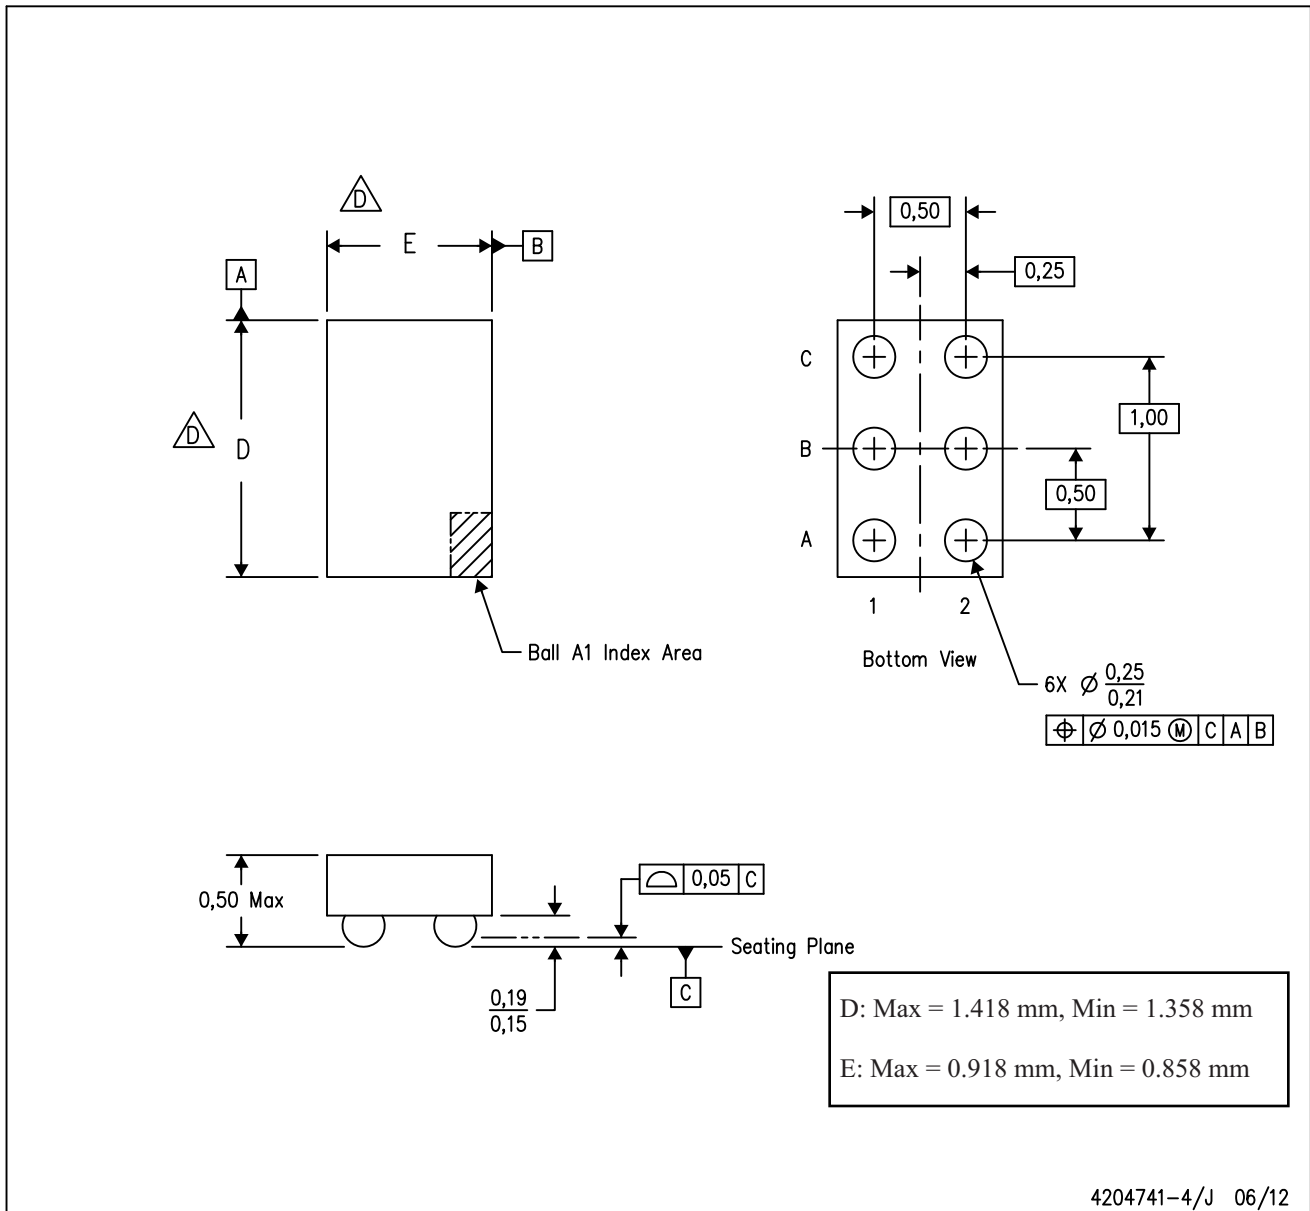 D
E
B
A
D
D
Ball A1 Index Area
0,50
0,25
C
1,00
B
0,50
A
1
2
Bottom View
6X Ø 0,25
0,21
⌖ Ø 0,015 Ⓜ C A B
0,50 Max
⌓ 0,05 C
Seating Plane
C
0,19
0,15
D: Max = 1.418 mm, Min = 1.358 mm
E: Max = 0.918 mm, Min = 0.858 mm
4204741-4/J 06/12